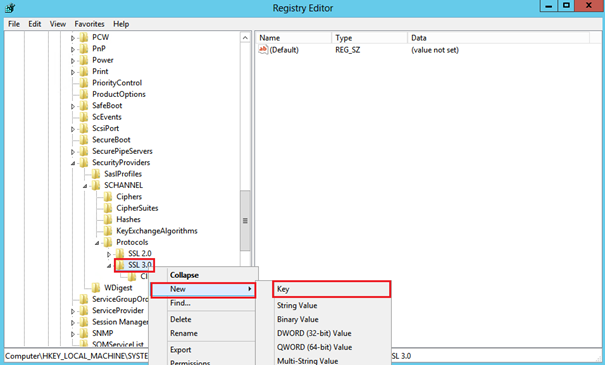 Registry Editor
File Edit View Favorites Help
PCW
PnP
Power
Print
PriorityControl
ProductOptions
SafeBoot
ScEvents
ScsiPort
SecureBoot
SecurePipeServers
SecurityProviders
SaslProfiles
SCHANNEL
Ciphers
CipherSuites
Hashes
KeyExchangeAlgorithms
Protocols
SSL 2.0
SSL 3.0
Cl
WDigest
ServiceGroupOr
ServiceProvider
Session Manager
SNMP
SQMServiceList
Name Type Data
ab (Default) REG_SZ (value not set)
Collapse
New
Find...
Delete
Rename
Export
Permissions
Key
String Value
Binary Value
DWORD (32-bit) Value
QWORD (64-bit) Value
Multi-String Value
Computer\HKEY_LOCAL_MACHINE\SYSTE
SSL 3.0